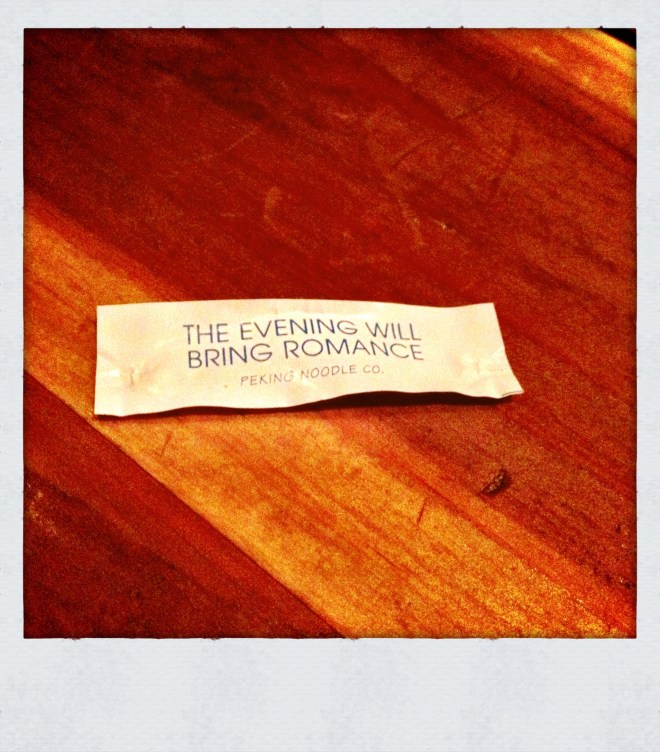 THE EVENING WILL
BRING ROMANCE
PEKING NOODLE CO.